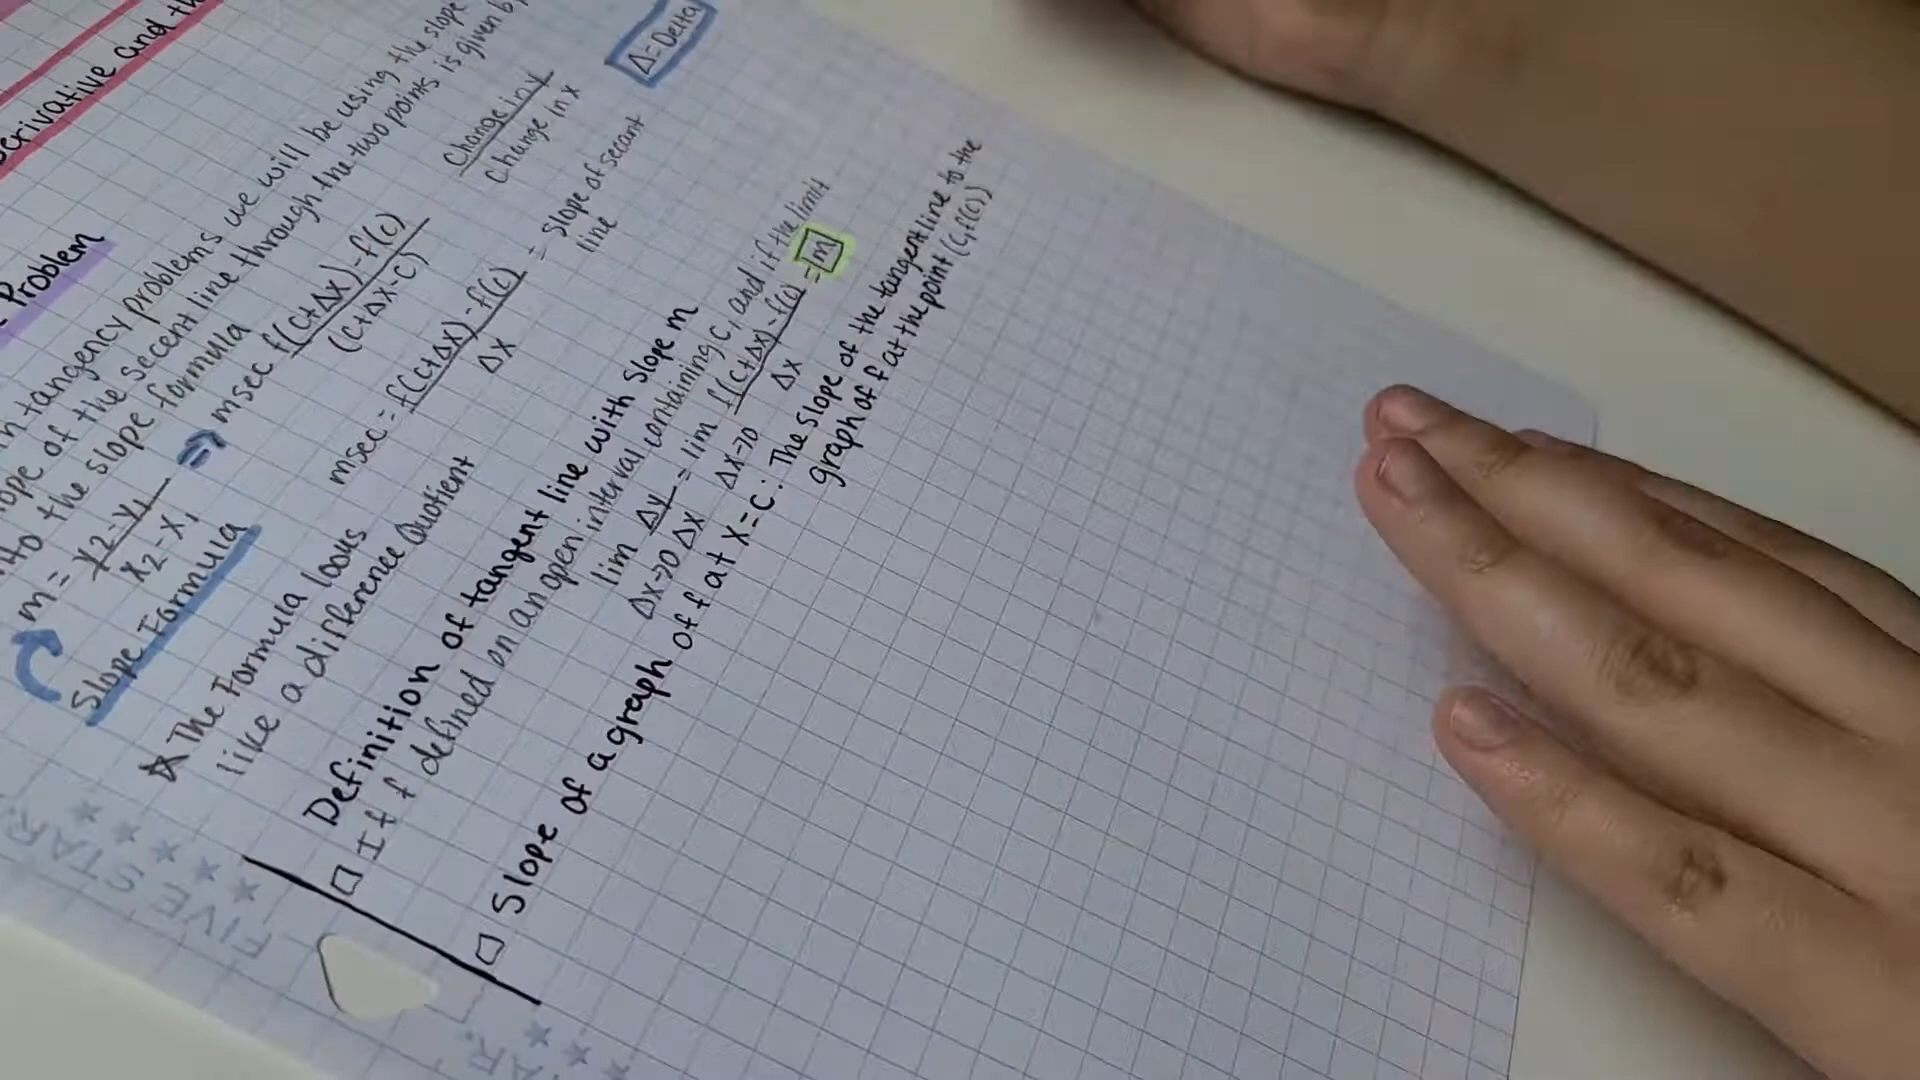 derivative and th
Problem
in tangency problems we will be using the slope
slope of the secent line through the two points is given by
into the slope formula
Change in y
Change in x
Δ = Delta
m = y2-y1
x2-x1
⇒ msec f(c+Δx)-f(c)
(c+Δx-c)
Slope Formula
msec = f(c+Δx)-f(c) = slope of secant
Δx line
☆ The Formula looks
like a difference Quotient
Definition of tangent line with slope m
□ If f defined on an open interval containing c, and if the limit
lim Δy = lim f(c+Δx)-f(c) = m
Δx→0 Δx Δx→0 Δx
□ Slope of a graph of f at x=c: The slope of the tangent line to the
graph of f at the point (c,f(c))
FIVE STAR
★★★★★
AR.
★★★